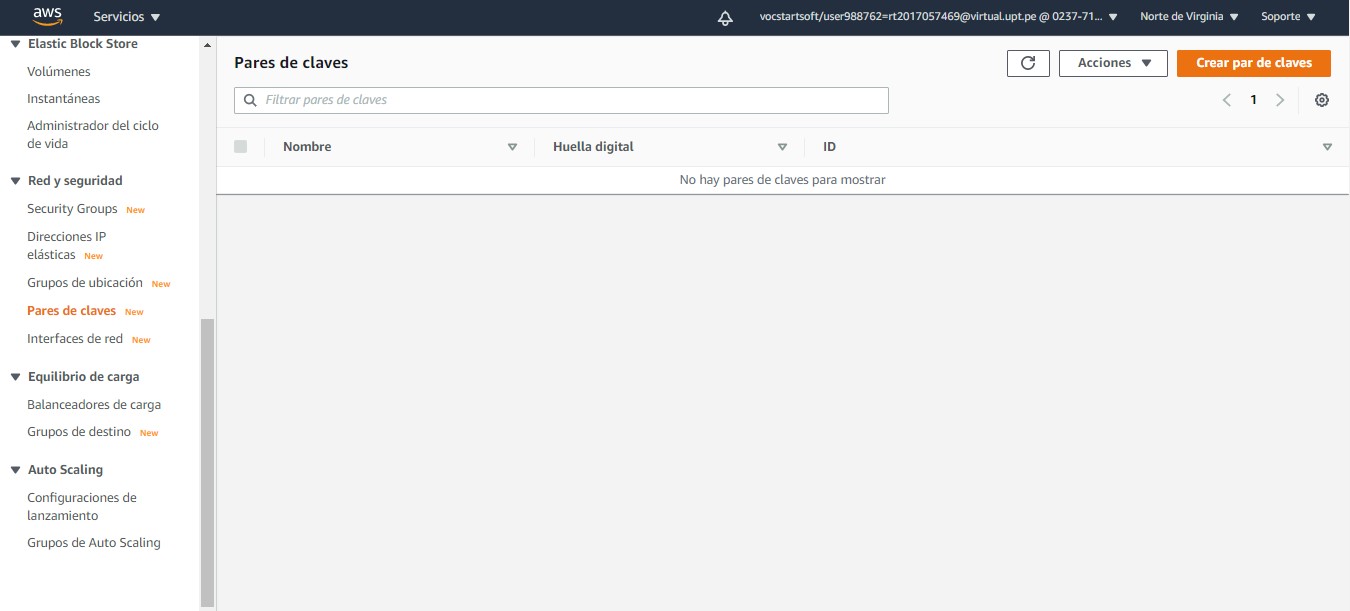 aws Servicios vocstartsoft/user988762=rt2017057469@virtual.upt.pe @ 0237-71... Norte de Virginia Soporte
Elastic Block Store
Volúmenes
Instantáneas
Administrador del ciclo
de vida
Red y seguridad
Security Groups New
Direcciones IP
elásticas New
Grupos de ubicación New
Pares de claves New
Interfaces de red New
Equilibrio de carga
Balanceadores de carga
Grupos de destino New
Auto Scaling
Configuraciones de
lanzamiento
Grupos de Auto Scaling
Pares de claves Acciones Crear par de claves
Filtrar pares de claves 1
Nombre Huella digital ID
No hay pares de claves para mostrar